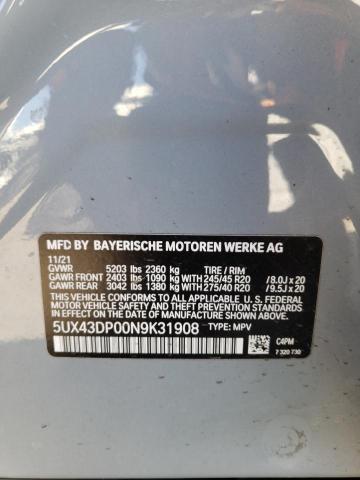 MFD BY BAYERISCHE MOTOREN WERKE AG
11/21
GVWR 5203 lbs 2360 kg TIRE / RIM
GAWR FRONT 2403 lbs 1090 kg WITH 245/45 R20 /8.0J x 20
GAWR REAR 3042 lbs 1380 kg WITH 275/40 R20 /9.5J x 20
THIS VEHICLE CONFORMS TO ALL APPLICABLE U.S. FEDERAL
MOTOR VEHICLE SAFETY STANDARDS IN EFFECT
ON THE DATE OF MANUFACTURE SHOWN ABOVE.
5UX43DP00N9K31908 TYPE: MPV
C4PM
7 320 730